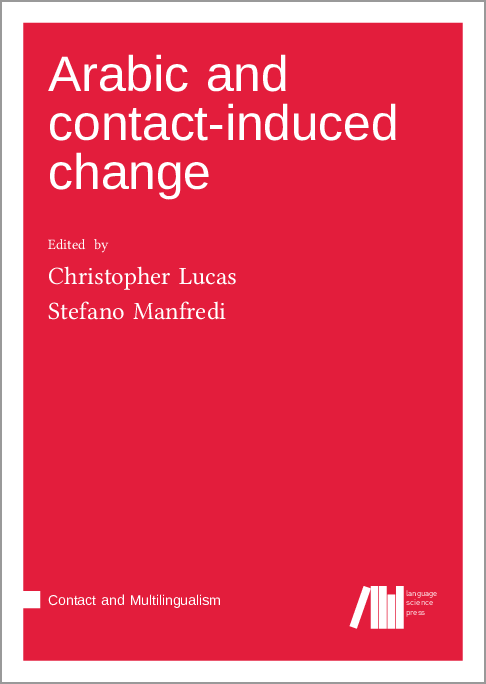 Arabic and
contact-induced
change
Edited by
Christopher Lucas
Stefano Manfredi
Contact and Multilingualism
language
science
press